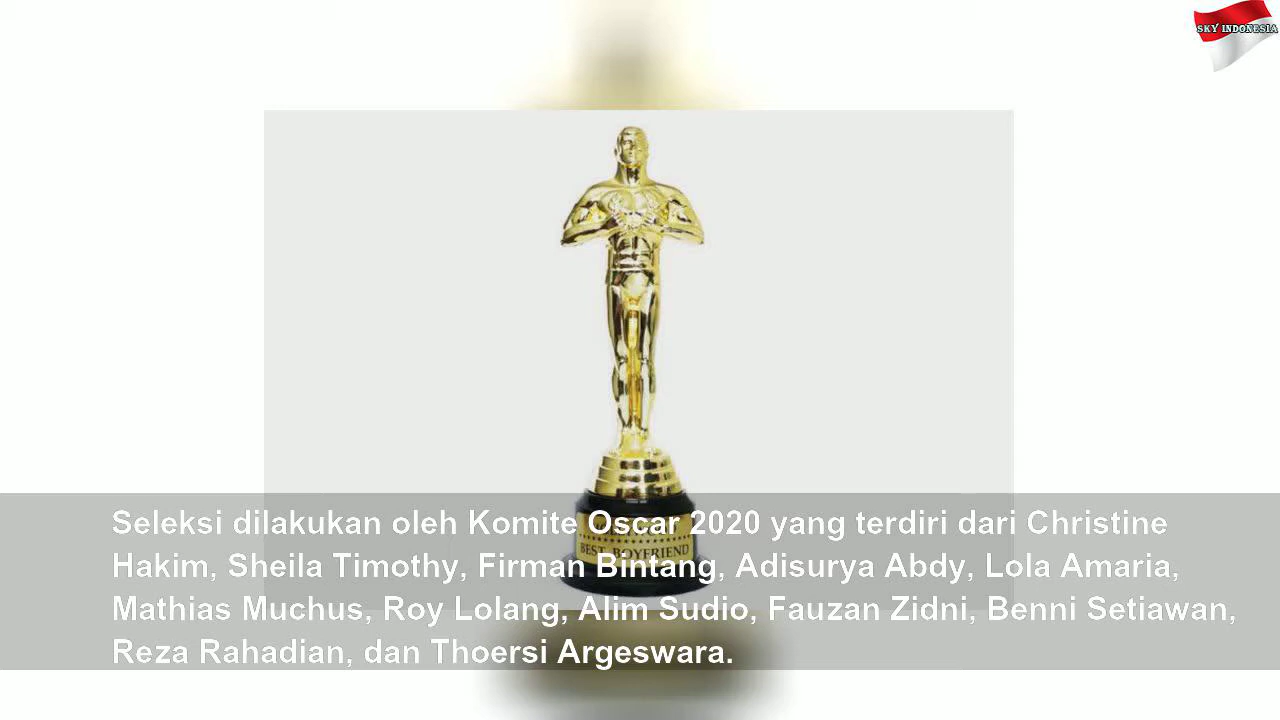 SKY INDONESIA
BEST BOYFRIEND
Seleksi dilakukan oleh Komite Oscar 2020 yang terdiri dari Christine
Hakim, Sheila Timothy, Firman Bintang, Adisurya Abdy, Lola Amaria,
Mathias Muchus, Roy Lolang, Alim Sudio, Fauzan Zidni, Benni Setiawan,
Reza Rahadian, dan Thoersi Argeswara.